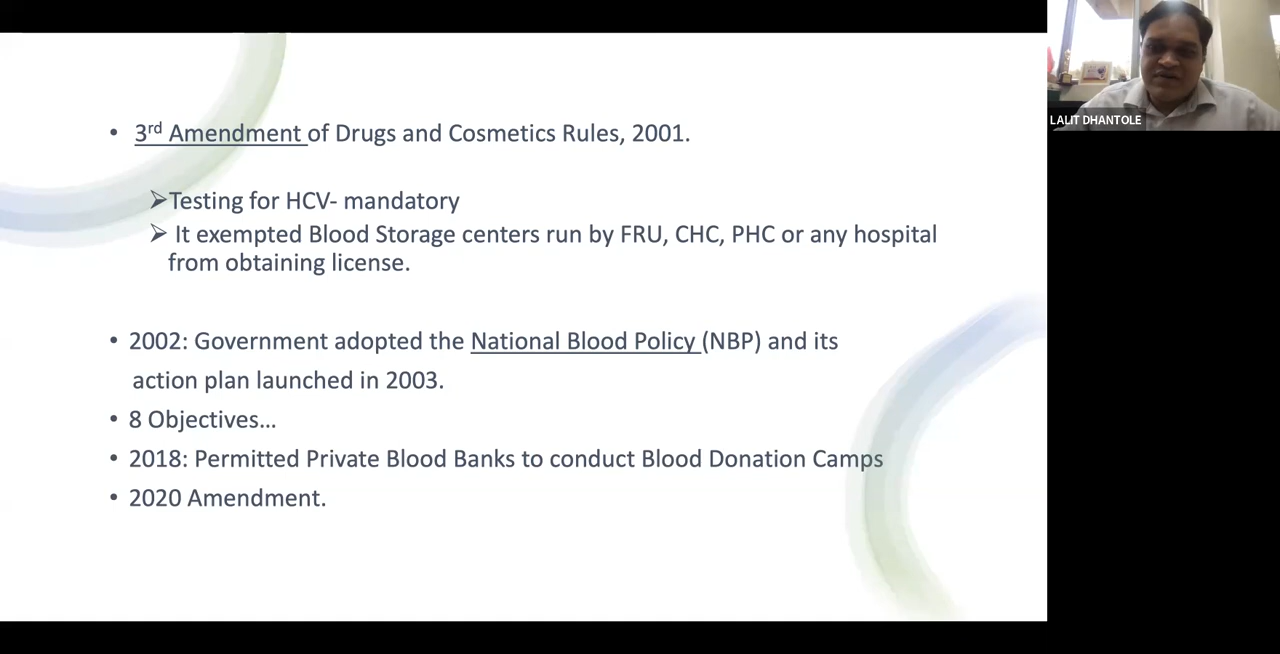 • 3rd Amendment of Drugs and Cosmetics Rules, 2001.
➢Testing for HCV- mandatory
➢ It exempted Blood Storage centers run by FRU, CHC, PHC or any hospital
from obtaining license.
• 2002: Government adopted the National Blood Policy (NBP) and its
action plan launched in 2003.
• 8 Objectives…
• 2018: Permitted Private Blood Banks to conduct Blood Donation Camps
• 2020 Amendment.
LALIT DHANTOLE